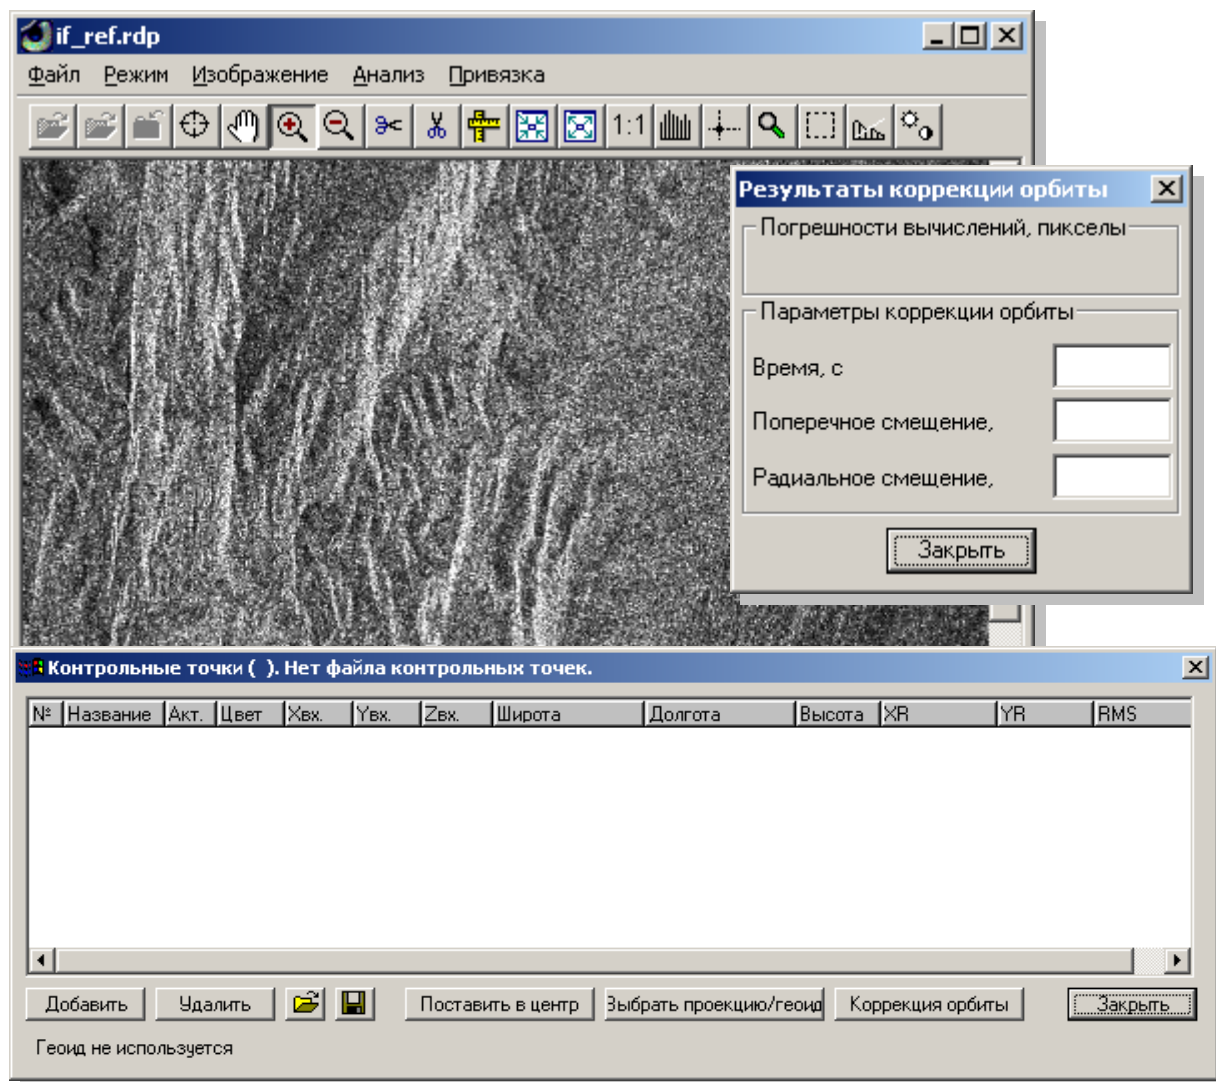 if_ref.rdp
Файл Режим Изображение Анализ Привязка
1:1
Результаты коррекции орбиты
Погрешности вычислений, пикселы
Параметры коррекции орбиты
Время, с
Поперечное смещение,
Радиальное смещение,
Закрыть
Контрольные точки ( ). Нет файла контрольных точек.
№ Название Акт. Цвет Xвх. Yвх. Zвх. Широта Долгота Высота XR YR RMS
Добавить Удалить Поставить в центр Выбрать проекцию/геоид Коррекция орбиты Закрыть
Геоид не используется